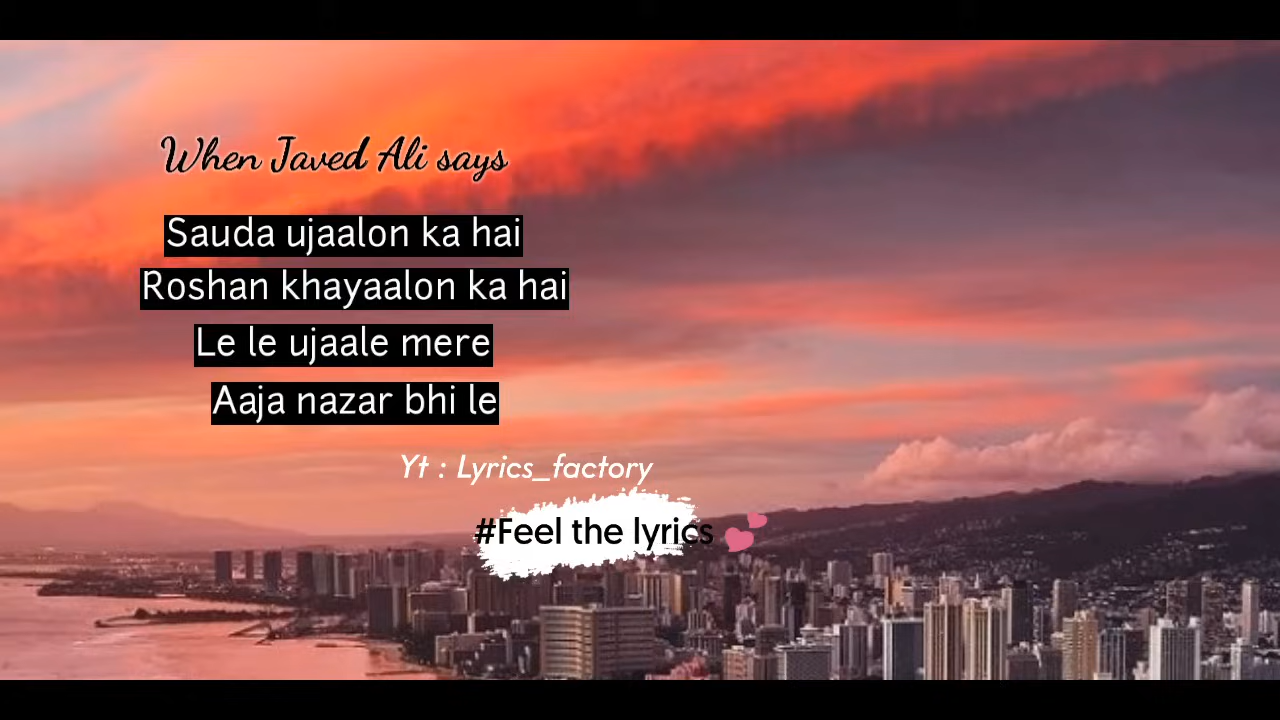 When Javed Ali says
Sauda ujaalon ka hai
Roshan khayaalon ka hai
Le le ujaale mere
Aaja nazar bhi le
Yt : Lyrics_factory
#Feel the lyrics 💕